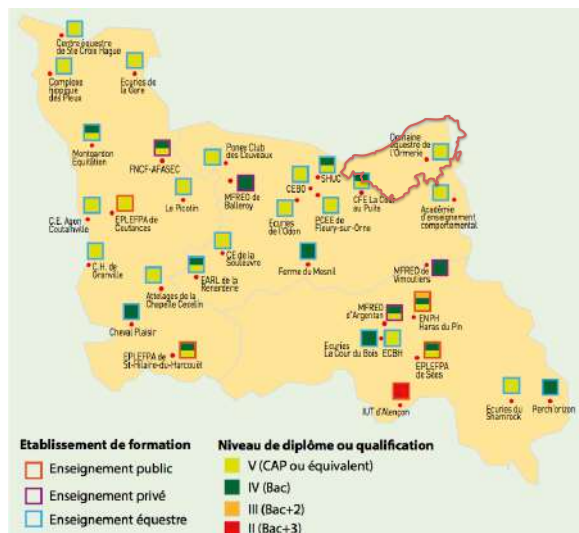 Centre équestre
de Ste Croix Hague
Complexe
hippique
des Pieux
Ecuries de
la Gare
Montgardon
Equitation
FNCF-AFASEC
Poney Club
des Louveaux
MFREO de
Balleroy
CEBO
SHUC
Domaine
équestre de
l'Ormerie
CFE La Cour
au Puite
Académie
d'enseignement
comportemental
C.E. Agon
Coutainville
EPLEFPA de
Coutances
Le Picotin
Ecuries
de l'Odon
PCEE de
Fleury-sur-Orne
C.H. de
Granville
CE de la
Souleuvre
Attelages de la
Chapelle Cecelin
EARL de la
Renarderie
Ferme du Mesnil
MFREO de
Vimoutiers
Cheval Plaisir
MFREO
d'Argentan
ENPH
Haras du Pin
EPLEFPA de
St-Hilaire-du-Harcouët
Ecuries
La Cour du Bois
ECBH
EPLEFPA
de Sées
IUT d'Alençon
Ecuries du
Shamrock
Perch'orizon
Etablissement de formation
Enseignement public
Enseignement privé
Enseignement équestre
Niveau de diplôme ou qualification
V (CAP ou équivalent)
IV (Bac)
III (Bac+2)
II (Bac+3)